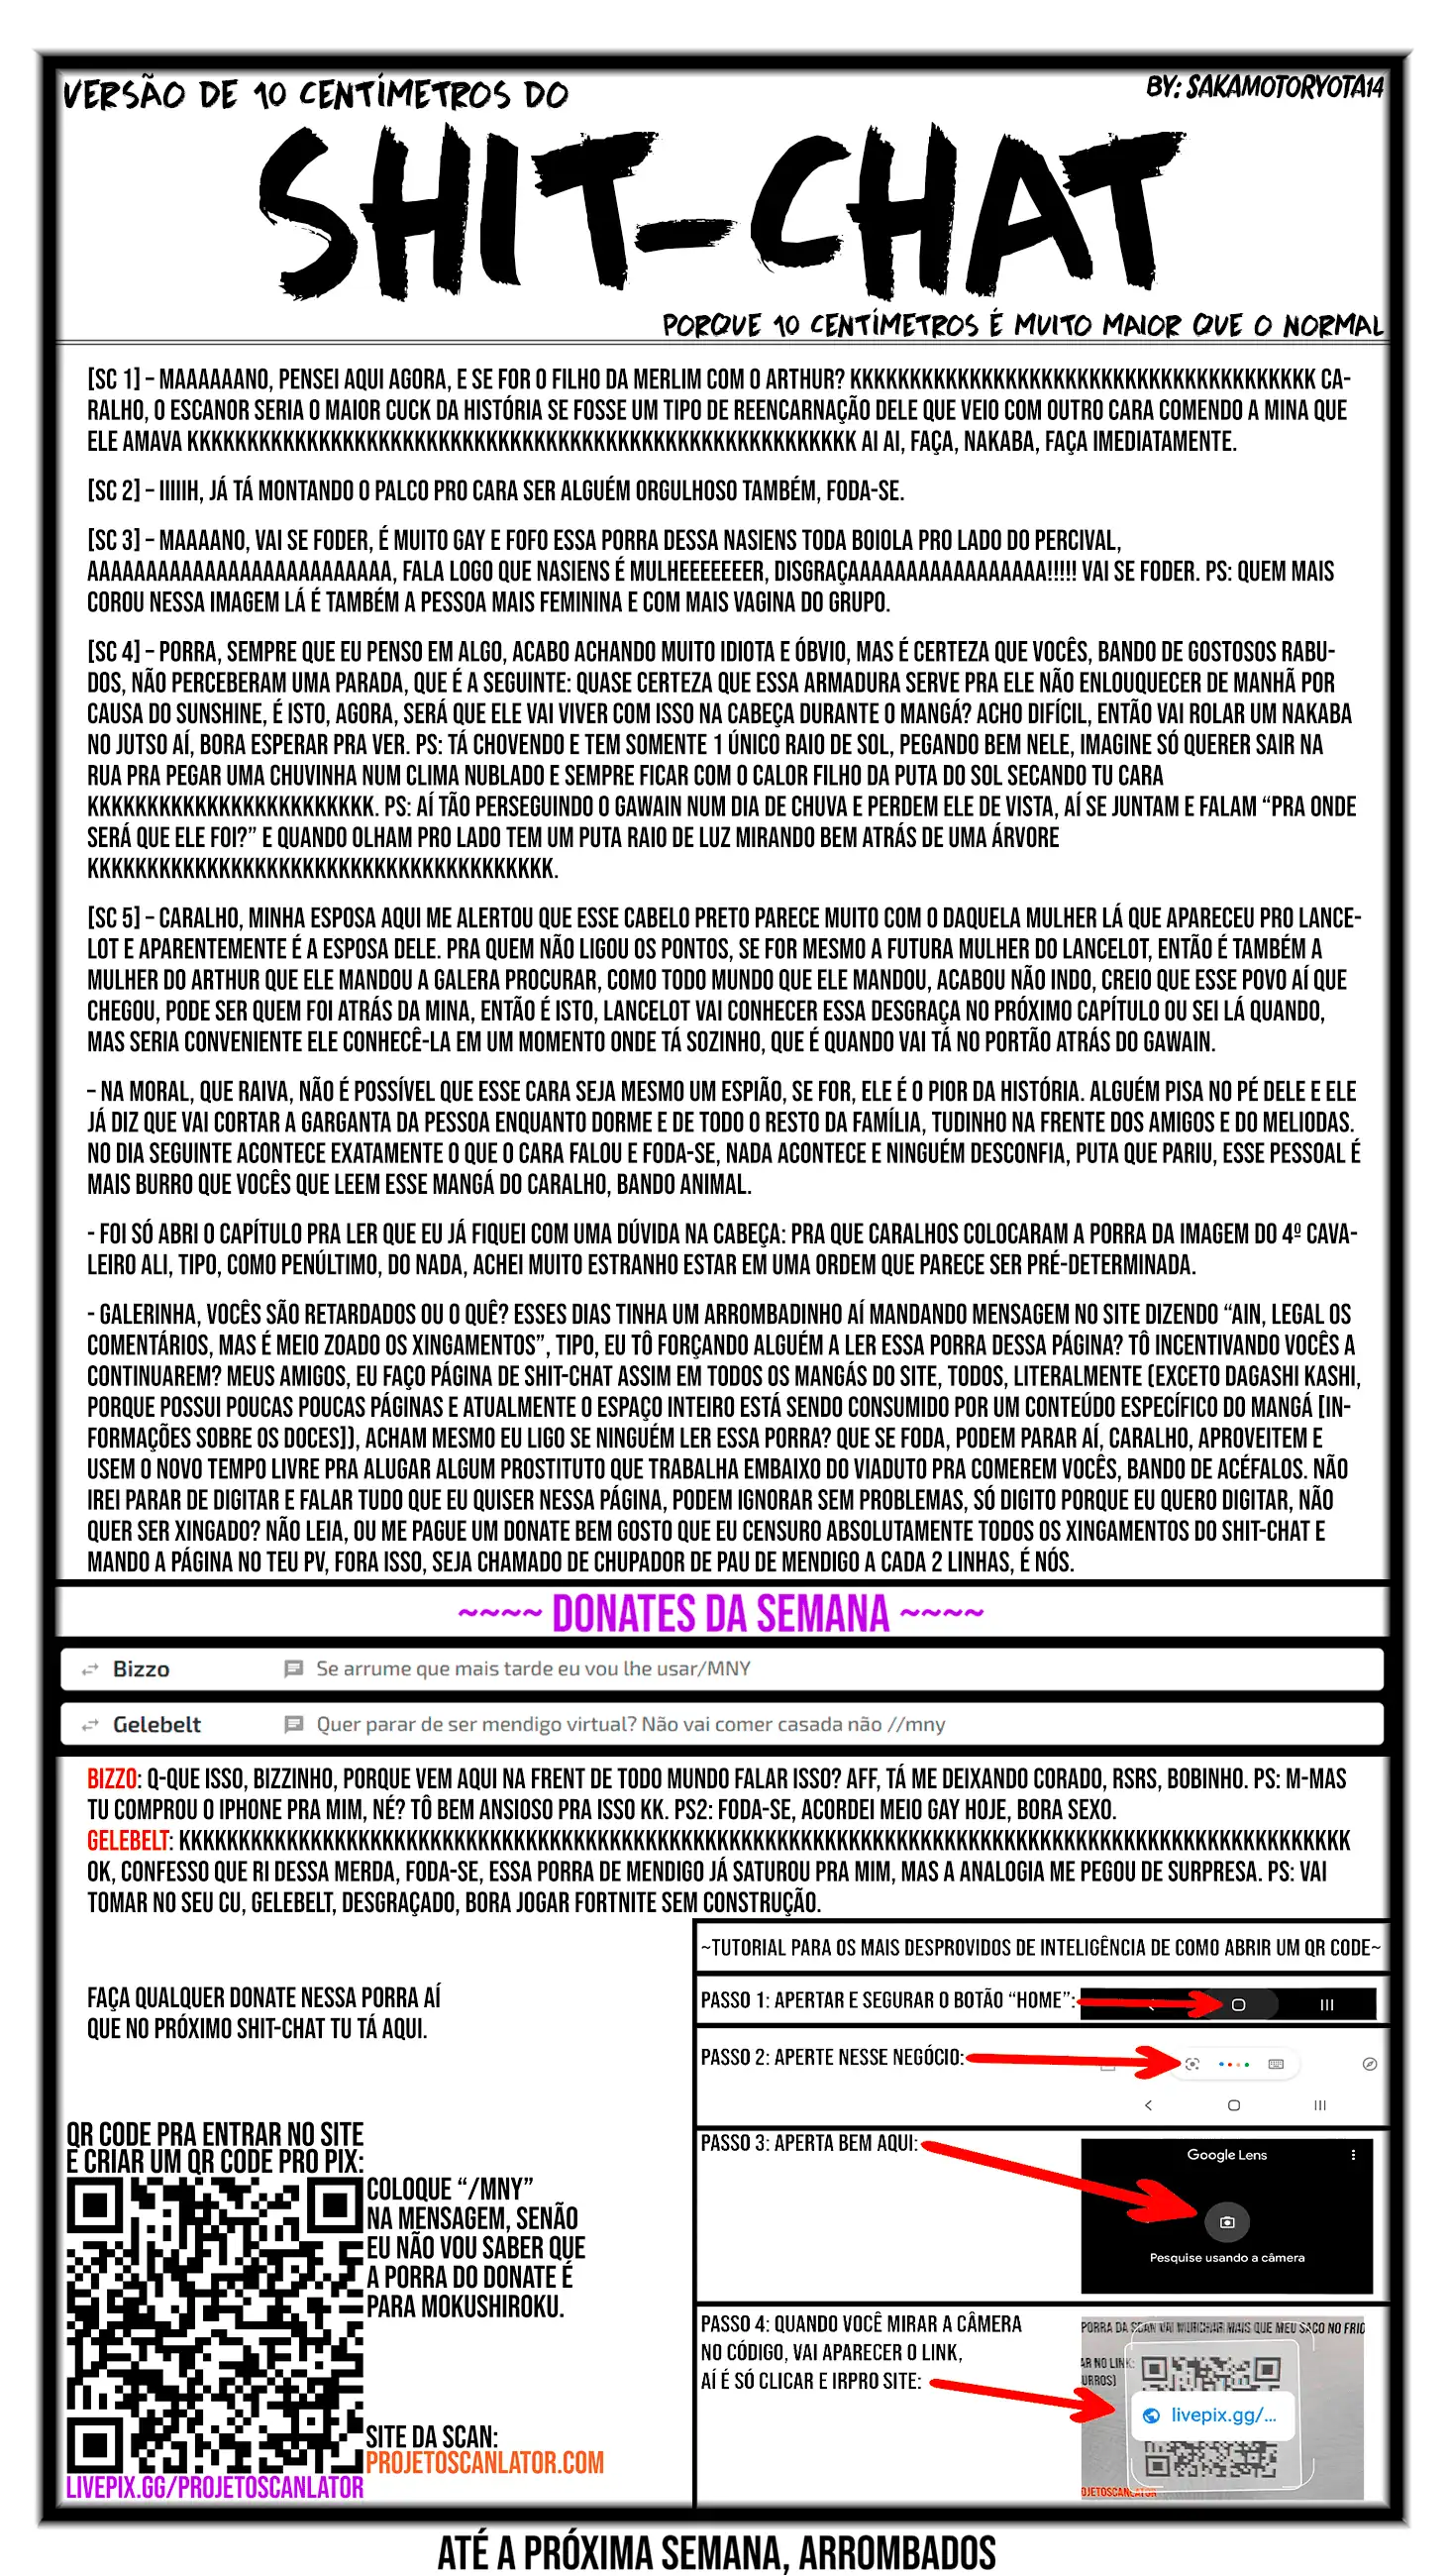 VERSÃO DE 10 CENTÍMETROS DO
BY: SAKAMOTORYOTA14
SHIT-CHAT
PORQUE 10 CENTÍMETROS É MUITO MAIOR QUE O NORMAL
[SC 1] – MAAAAAANO, PENSEI AQUI AGORA, E SE FOR O FILHO DA MERLIM COM O ARTHUR? KKKKKKKKKKKKKKKKKKKKKKKKKKKKKKKKKKKKKKK CA-
RALHO, O ESCANOR SERIA O MAIOR CUCK DA HISTÓRIA SE FOSSE UM TIPO DE REENCARNAÇÃO DELE QUE VEIO COM OUTRO CARA COMENDO A MINA QUE
ELE AMAVA KKKKKKKKKKKKKKKKKKKKKKKKKKKKKKKKKKKKKKKKKKKKKKKKKKKKKKKK AI AI, FAÇA, NAKABA, FAÇA IMEDIATAMENTE.
[SC 2] – IIIIIH, JÁ TÁ MONTANDO O PALCO PRO CARA SER ALGUÉM ORGULHOSO TAMBÉM, FODA-SE.
[SC 3] – MAAAANO, VAI SE FODER, É MUITO GAY E FOFO ESSA PORRA DESSA NASIENS TODA BOIOLA PRO LADO DO PERCIVAL,
AAAAAAAAAAAAAAAAAAAAAAAAAA, FALA LOGO QUE NASIENS É MULHEEEEEEER, DISGRAÇAAAAAAAAAAAAAAAAA!!!!! VAI SE FODER. PS: QUEM MAIS
COROU NESSA IMAGEM LÁ É TAMBÉM A PESSOA MAIS FEMININA E COM MAIS VAGINA DO GRUPO.
[SC 4] – PORRA, SEMPRE QUE EU PENSO EM ALGO, ACABO ACHANDO MUITO IDIOTA E ÓBVIO, MAS É CERTEZA QUE VOCÊS, BANDO DE GOSTOSOS RABU-
DOS, NÃO PERCEBERAM UMA PARADA, QUE É A SEGUINTE: QUASE CERTEZA QUE ESSA ARMADURA SERVE PRA ELE NÃO ENLOUQUECER DE MANHÃ POR
CAUSA DO SUNSHINE, É ISTO, AGORA, SERÁ QUE ELE VAI VIVER COM ISSO NA CABEÇA DURANTE O MANGÁ? ACHO DIFÍCIL, ENTÃO VAI ROLAR UM NAKABA
NO JUTSO AÍ, BORA ESPERAR PRA VER. PS: TÁ CHOVENDO E TEM SOMENTE 1 ÚNICO RAIO DE SOL, PEGANDO BEM NELE, IMAGINE SÓ QUERER SAIR NA
RUA PRA PEGAR UMA CHUVINHA NUM CLIMA NUBLADO E SEMPRE FICAR COM O CALOR FILHO DA PUTA DO SOL SECANDO TU CARA
KKKKKKKKKKKKKKKKKKKKKKKK. PS: AÍ TÃO PERSEGUINDO O GAWAIN NUM DIA DE CHUVA E PERDEM ELE DE VISTA, AÍ SE JUNTAM E FALAM “PRA ONDE
SERÁ QUE ELE FOI?” E QUANDO OLHAM PRO LADO TEM UM PUTA RAIO DE LUZ MIRANDO BEM ATRÁS DE UMA ÁRVORE
KKKKKKKKKKKKKKKKKKKKKKKKKKKKKKKKKKKKKKK.
[SC 5] – CARALHO, MINHA ESPOSA AQUI ME ALERTOU QUE ESSE CABELO PRETO PARECE MUITO COM O DAQUELA MULHER LÁ QUE APARECEU PRO LANCE-
LOT E APARENTEMENTE É A ESPOSA DELE. PRA QUEM NÃO LIGOU OS PONTOS, SE FOR MESMO A FUTURA MULHER DO LANCELOT, ENTÃO É TAMBÉM A
MULHER DO ARTHUR QUE ELE MANDOU A GALERA PROCURAR, COMO TODO MUNDO QUE ELE MANDOU, ACABOU NÃO INDO, CREIO QUE ESSE POVO AÍ QUE
CHEGOU, PODE SER QUEM FOI ATRÁS DA MINA, ENTÃO É ISTO, LANCELOT VAI CONHECER ESSA DESGRAÇA NO PRÓXIMO CAPÍTULO OU SEI LÁ QUANDO,
MAS SERIA CONVENIENTE ELE CONHECÊ-LA EM UM MOMENTO ONDE TÁ SOZINHO, QUE É QUANDO VAI TÁ NO PORTÃO ATRÁS DO GAWAIN.
– NA MORAL, QUE RAIVA, NÃO É POSSÍVEL QUE ESSE CARA SEJA MESMO UM ESPIÃO, SE FOR, ELE É O PIOR DA HISTÓRIA. ALGUÉM PISA NO PÉ DELE E ELE
JÁ DIZ QUE VAI CORTAR A GARGANTA DA PESSOA ENQUANTO DORME E DE TODO O RESTO DA FAMÍLIA, TUDINHO NA FRENTE DOS AMIGOS E DO MELIODAS.
NO DIA SEGUINTE ACONTECE EXATAMENTE O QUE O CARA FALOU E FODA-SE, NADA ACONTECE E NINGUÉM DESCONFIA, PUTA QUE PARIU, ESSE PESSOAL É
MAIS BURRO QUE VOCÊS QUE LEEM ESSE MANGÁ DO CARALHO, BANDO ANIMAL.
- FOI SÓ ABRI O CAPÍTULO PRA LER QUE EU JÁ FIQUEI COM UMA DÚVIDA NA CABEÇA: PRA QUE CARALHOS COLOCARAM A PORRA DA IMAGEM DO 4º CAVA-
LEIRO ALI, TIPO, COMO PENÚLTIMO, DO NADA, ACHEI MUITO ESTRANHO ESTAR EM UMA ORDEM QUE PARECE SER PRÉ-DETERMINADA.
- GALERINHA, VOCÊS SÃO RETARDADOS OU O QUÊ? ESSES DIAS TINHA UM ARROMBADINHO AÍ MANDANDO MENSAGEM NO SITE DIZENDO “AIN, LEGAL OS
COMENTÁRIOS, MAS É MEIO ZOADO OS XINGAMENTOS”, TIPO, EU TÔ FORÇANDO ALGUÉM A LER ESSA PORRA DESSA PÁGINA? TÔ INCENTIVANDO VOCÊS A
CONTINUAREM? MEUS AMIGOS, EU FAÇO PÁGINA DE SHIT-CHAT ASSIM EM TODOS OS MANGÁS DO SITE, TODOS, LITERALMENTE (EXCETO DAGASHI KASHI,
PORQUE POSSUI POUCAS POUCAS PÁGINAS E ATUALMENTE O ESPAÇO INTEIRO ESTÁ SENDO CONSUMIDO POR UM CONTEÚDO ESPECÍFICO DO MANGÁ [IN-
FORMAÇÕES SOBRE OS DOCES]), ACHAM MESMO EU LIGO SE NINGUÉM LER ESSA PORRA? QUE SE FODA, PODEM PARAR AÍ, CARALHO, APROVEITEM E
USEM O NOVO TEMPO LIVRE PRA ALUGAR ALGUM PROSTITUTO QUE TRABALHA EMBAIXO DO VIADUTO PRA COMEREM VOCÊS, BANDO DE ACÉFALOS. NÃO
IREI PARAR DE DIGITAR E FALAR TUDO QUE EU QUISER NESSA PÁGINA, PODEM IGNORAR SEM PROBLEMAS, SÓ DIGITO PORQUE EU QUERO DIGITAR, NÃO
QUER SER XINGADO? NÃO LEIA, OU ME PAGUE UM DONATE BEM GOSTO QUE EU CENSURO ABSOLUTAMENTE TODOS OS XINGAMENTOS DO SHIT-CHAT E
MANDO A PÁGINA NO TEU PV, FORA ISSO, SEJA CHAMADO DE CHUPADOR DE PAU DE MENDIGO A CADA 2 LINHAS, É NÓS.
~~~~ DONATES DA SEMANA ~~~~
Bizzo Se arrume que mais tarde eu vou lhe usar/MNY
Gelebelt Quer parar de ser mendigo virtual? Não vai comer casada não //mny
BIZZO: Q-QUE ISSO, BIZZINHO, PORQUE VEM AQUI NA FRENT DE TODO MUNDO FALAR ISSO? AFF, TÁ ME DEIXANDO CORADO, RSRS, BOBINHO. PS: M-MAS
TU COMPROU O IPHONE PRA MIM, NÉ? TÔ BEM ANSIOSO PRA ISSO KK. PS2: FODA-SE, ACORDEI MEIO GAY HOJE, BORA SEXO.
GELEBELT: KKKKKKKKKKKKKKKKKKKKKKKKKKKKKKKKKKKKKKKKKKKKKKKKKKKKKKKKKKKKKKKKKKKKKKKKKKKKKKKKKKKKKKKKKKKKKKKKKK
OK, CONFESSO QUE RI DESSA MERDA, FODA-SE, ESSA PORRA DE MENDIGO JÁ SATUROU PRA MIM, MAS A ANALOGIA ME PEGOU DE SURPRESA. PS: VAI
TOMAR NO SEU CU, GELEBELT, DESGRAÇADO, BORA JOGAR FORTNITE SEM CONSTRUÇÃO.
FAÇA QUALQUER DONATE NESSA PORRA AÍ
QUE NO PRÓXIMO SHIT-CHAT TU TÁ AQUI.
QR CODE PRA ENTRAR NO SITE
E CRIAR UM QR CODE PRO PIX:
COLOQUE “/MNY”
NA MENSAGEM, SENÃO
EU NÃO VOU SABER QUE
A PORRA DO DONATE É
PARA MOKUSHIROKU.
SITE DA SCAN:
PROJETOSCANLATOR.COM
LIVEPIX.GG/PROJETOSCANLATOR
~TUTORIAL PARA OS MAIS DESPROVIDOS DE INTELIGÊNCIA DE COMO ABRIR UM QR CODE~
PASSO 1: APERTAR E SEGURAR O BOTÃO “HOME”:
PASSO 2: APERTE NESSE NEGÓCIO:
PASSO 3: APERTA BEM AQUI:
Google Lens
Pesquise usando a câmera
PASSO 4: QUANDO VOCÊ MIRAR A CÂMERA
NO CÓDIGO, VAI APARECER O LINK,
AÍ É SÓ CLICAR E IRPRO SITE:
PORRA DA SCAN VAI MURCHAR MAIS QUE MEU SACO NO FRIO
AR NO LINK:
URROS)
livepix.gg/...
OJETOSCANLATOR
ATÉ A PRÓXIMA SEMANA, ARROMBADOS